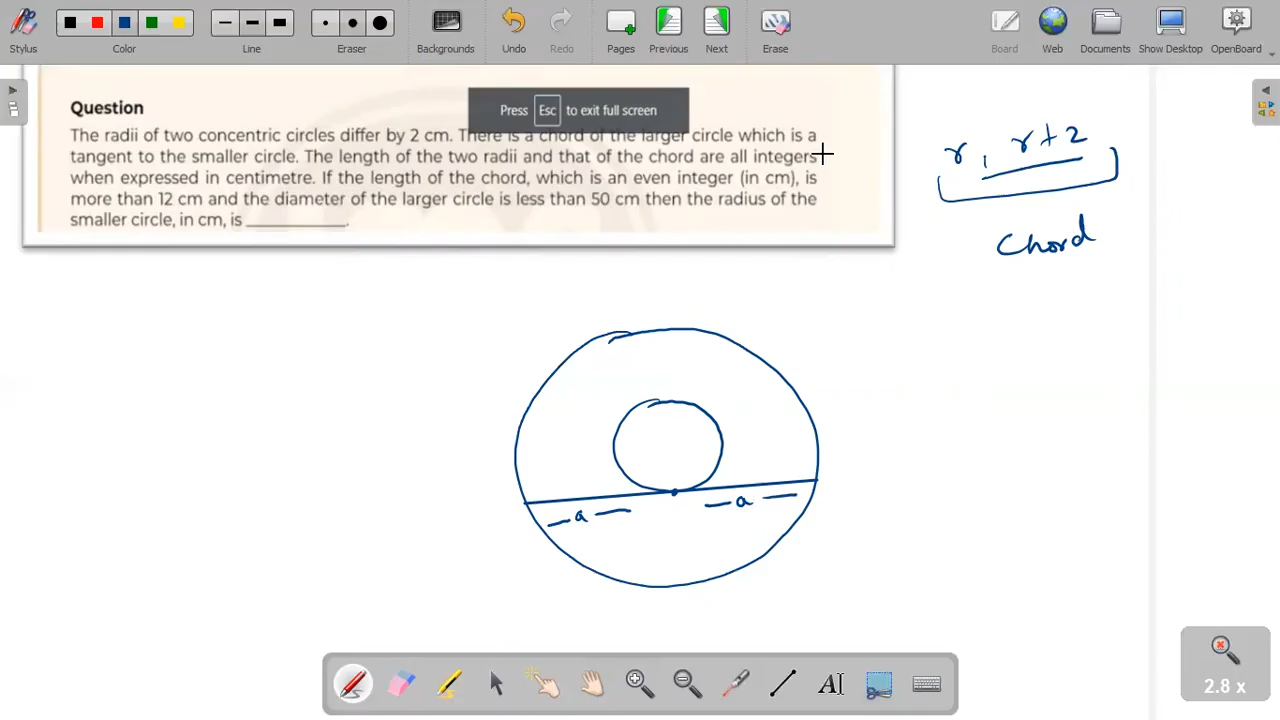 Stylus
Color
Line
Eraser
Backgrounds
Undo
Redo
Pages
Previous
Next
Erase
Board
Web
Documents
Show Desktop
OpenBoard
Press Esc to exit full screen
Question
The radii of two concentric circles differ by 2 cm. There is a chord of the larger circle which is a
tangent to the smaller circle. The length of the two radii and that of the chord are all integers
when expressed in centimetre. If the length of the chord, which is an even integer (in cm), is
more than 12 cm and the diameter of the larger circle is less than 50 cm then the radius of the
smaller circle, in cm, is ____________.
r, r+2
Chord
a
a
AI
2.8 x